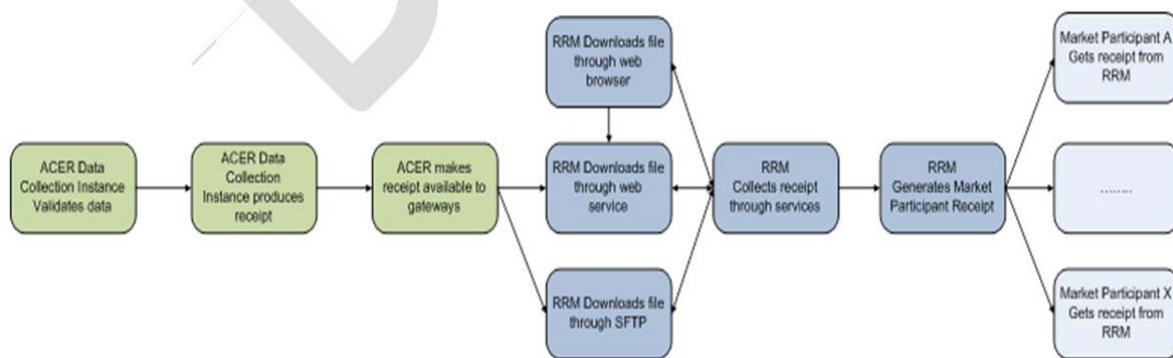 ACER Data
Collection Instance
Validates data
ACER Data
Collection
Instance produces
receipt
ACER makes
receipt available to
gateways
RRM Downloads file
through web
browser
RRM Downloads file
through web
service
RRM Downloads file
through SFTP
RRM
Collects receipt
through services
RRM
Generates Market
Participant Receipt
Market Participant A
Gets receipt from
RRM
........
Market Participant X
Gets receipt from
RRM